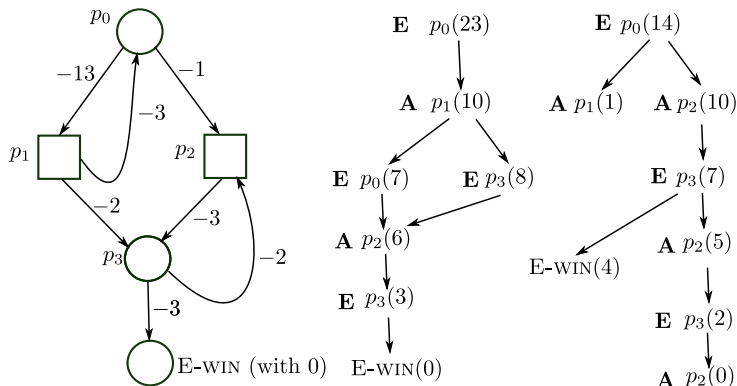 p₀
−13
−1
−3
p₁
p₂
−2
−3
p₃
−2
−3
E-WIN (with 0)
E p₀(23)
A p₁(10)
E p₀(7)
E p₃(8)
A p₂(6)
E p₃(3)
E-WIN(0)
E p₀(14)
A p₁(1)
A p₂(10)
E p₃(7)
E-WIN(4)
A p₂(5)
E p₃(2)
A p₂(0)